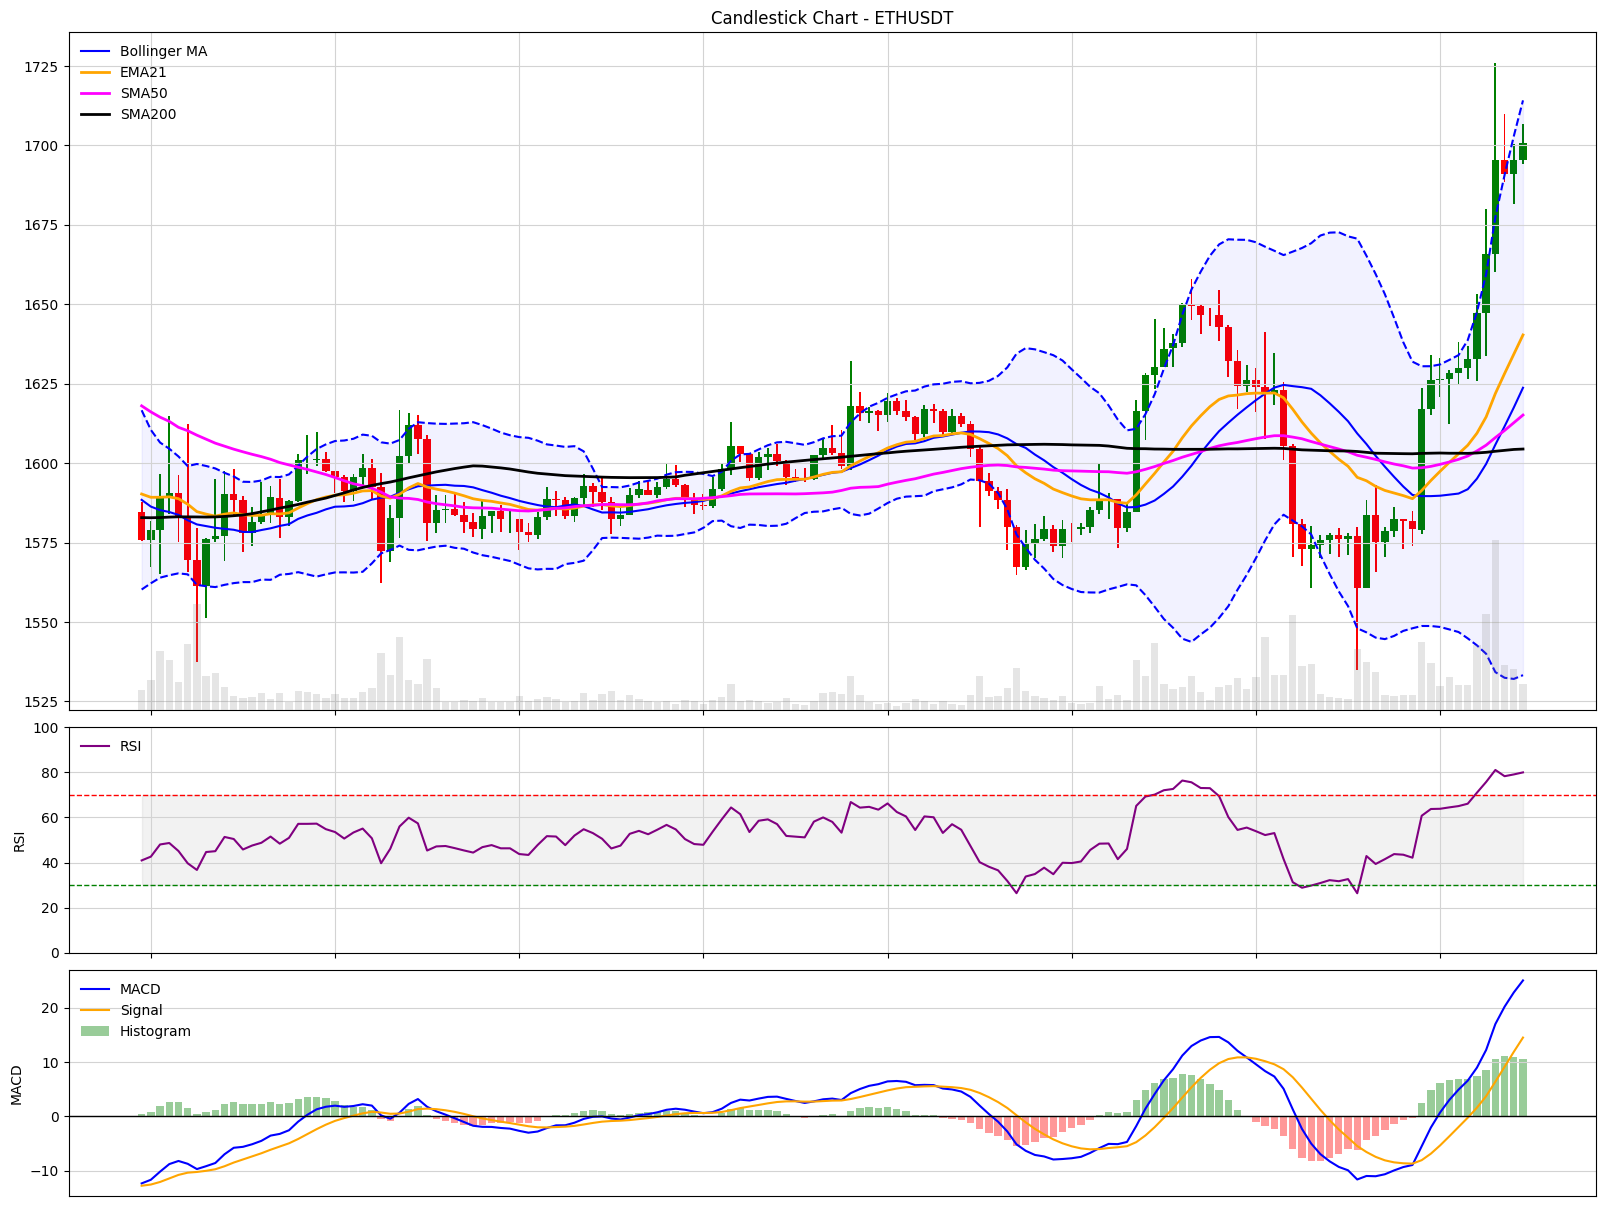 Candlestick Chart - ETHUSDT
Bollinger MA
EMA21
SMA50
SMA200
1725
1700
1675
1650
1625
1600
1575
1550
1525
RSI
RSI
100
80
60
40
20
0
MACD
Signal
Histogram
MACD
20
10
0
−10